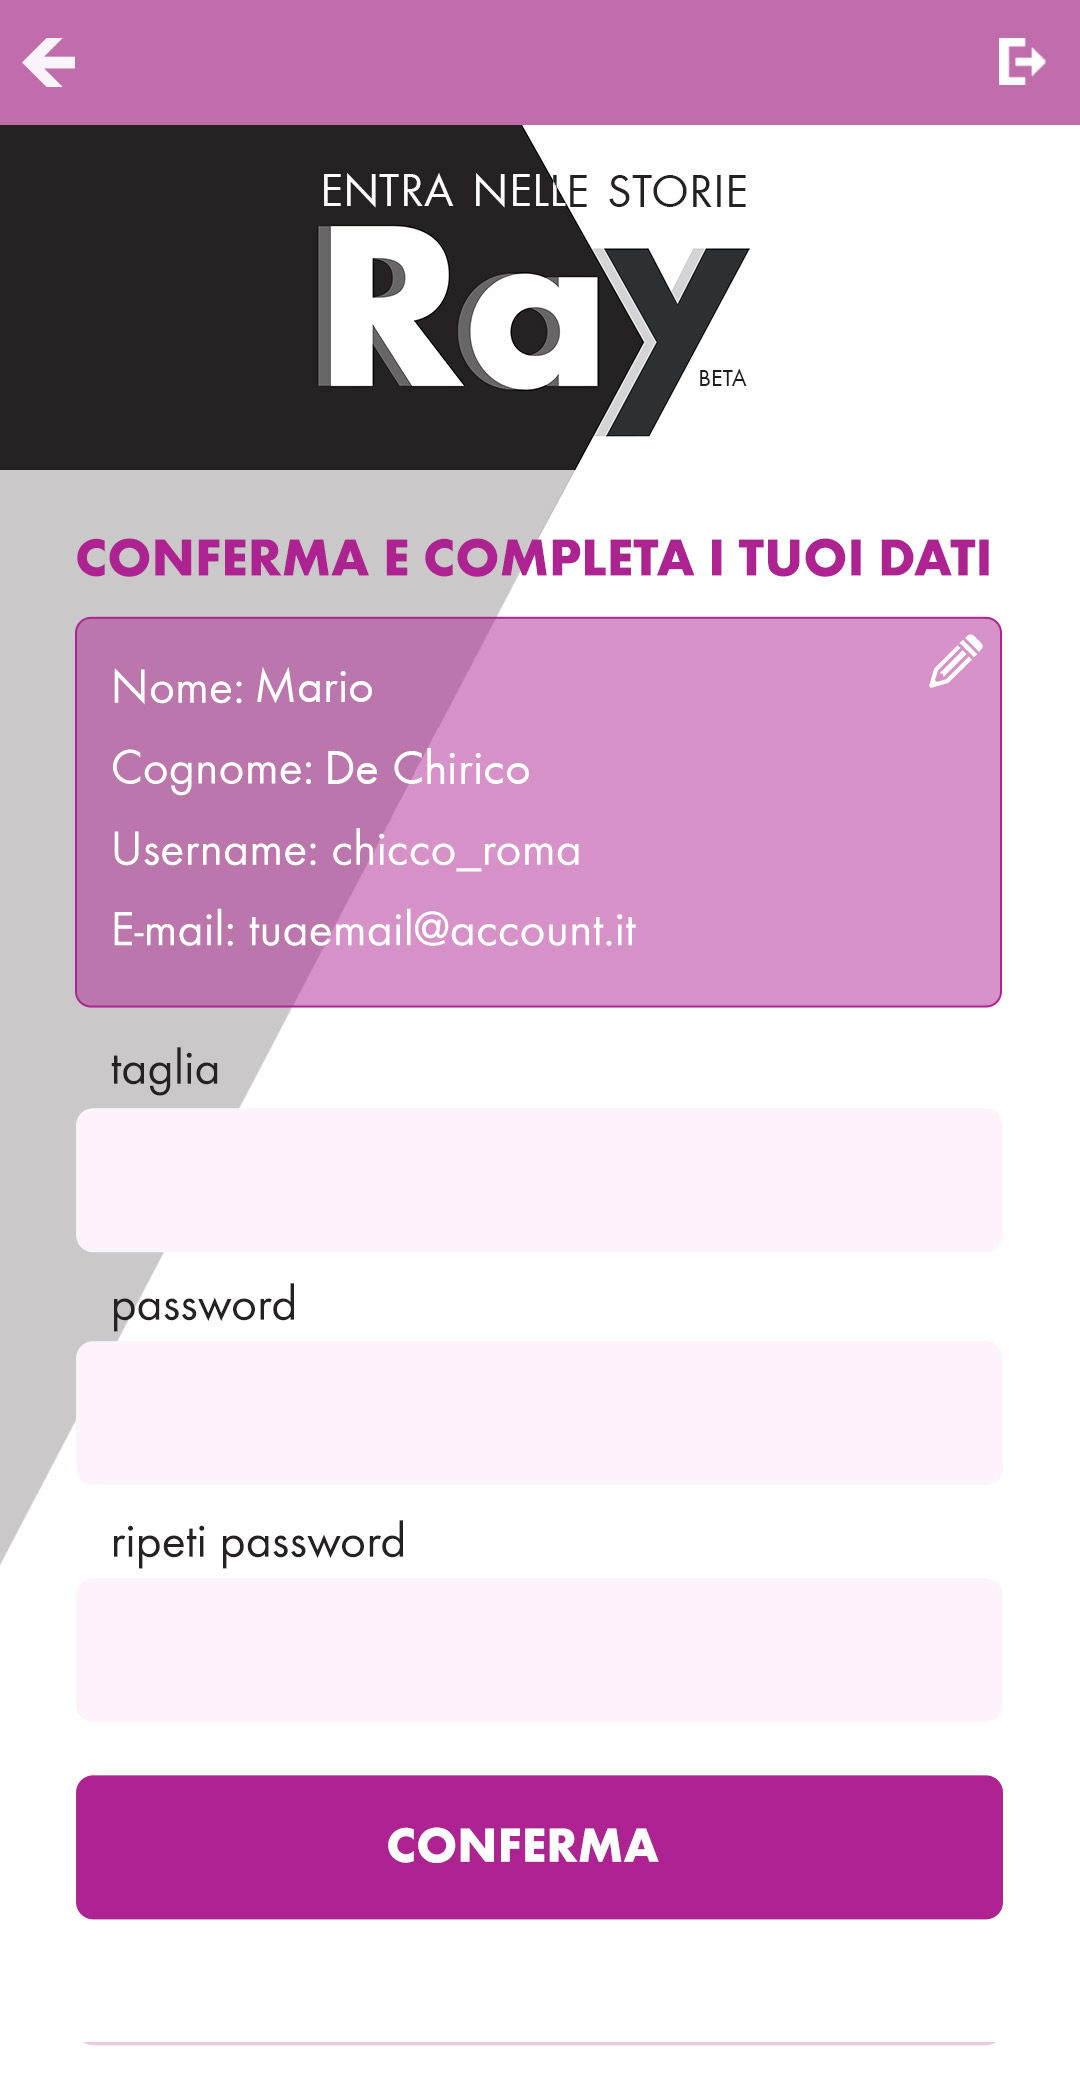 ENTRA NELLE STORIE
Ray
BETA
CONFERMA E COMPLETA I TUOI DATI
Nome: Mario
Cognome: De Chirico
Username: chicco_roma
E-mail: tuaemail@account.it
taglia
password
ripeti password
CONFERMA